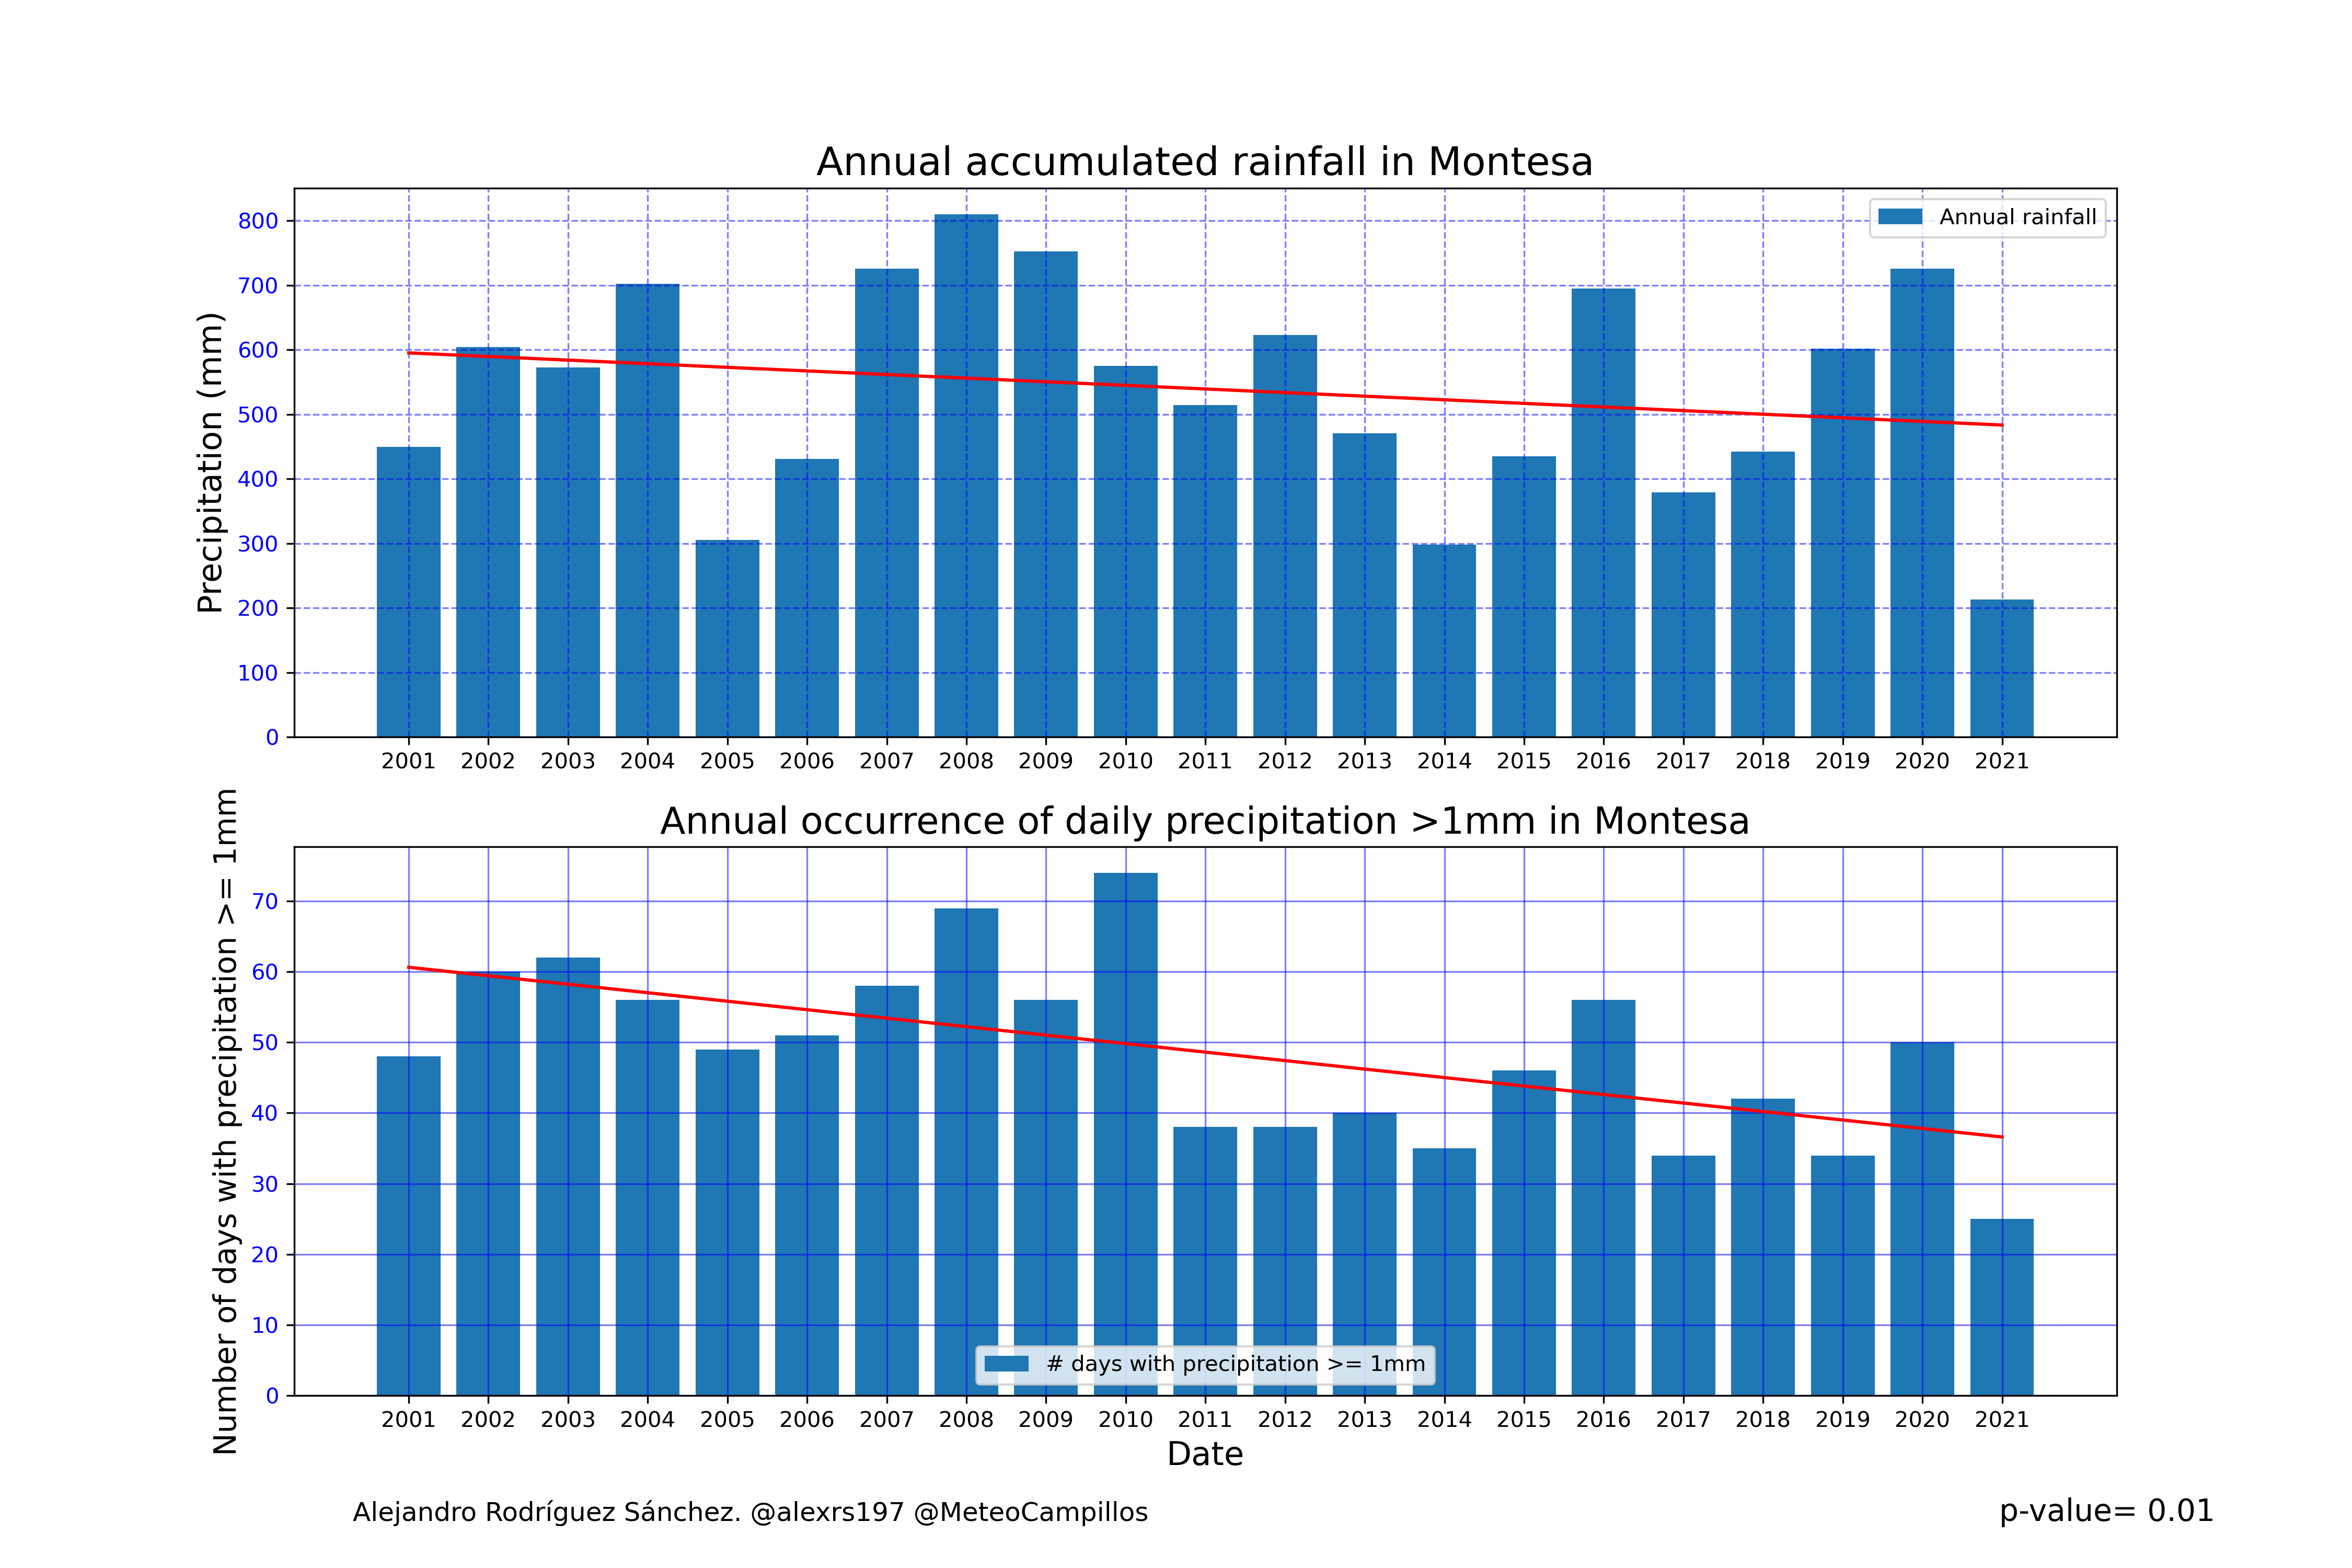 Annual accumulated rainfall in Montesa
Precipitation (mm)
800
700
600
500
400
300
200
100
0
Annual rainfall
2001 2002 2003 2004 2005 2006 2007 2008 2009 2010 2011 2012 2013 2014 2015 2016 2017 2018 2019 2020 2021
Annual occurrence of daily precipitation >1mm in Montesa
Number of days with precipitation >= 1mm
70
60
50
40
30
20
10
0
# days with precipitation >= 1mm
2001 2002 2003 2004 2005 2006 2007 2008 2009 2010 2011 2012 2013 2014 2015 2016 2017 2018 2019 2020 2021
Date
Alejandro Rodríguez Sánchez. @alexrs197 @MeteoCampillos
p-value= 0.01